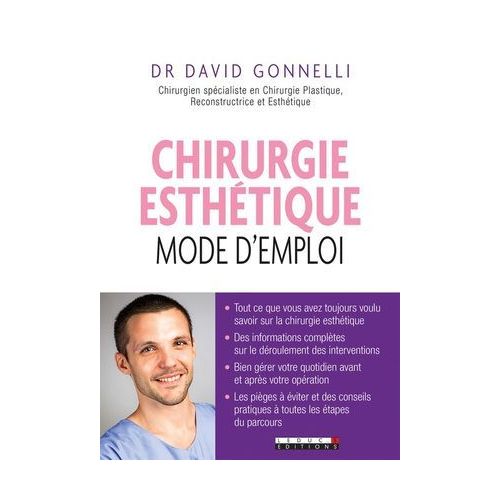 DR DAVID GONNELLI
Chirurgien spécialiste en Chirurgie Plastique,
Reconstructrice et Esthétique
CHIRURGIE
ESTHÉTIQUE
MODE D'EMPLOI
• Tout ce que vous avez toujours voulu
savoir sur la chirurgie esthétique
• Des informations complètes
sur le déroulement des interventions
• Bien gérer votre quotidien avant
et après votre opération
• Les pièges à éviter et des conseils
pratiques à toutes les étapes
du parcours
LEDUC.S
EDITIONS